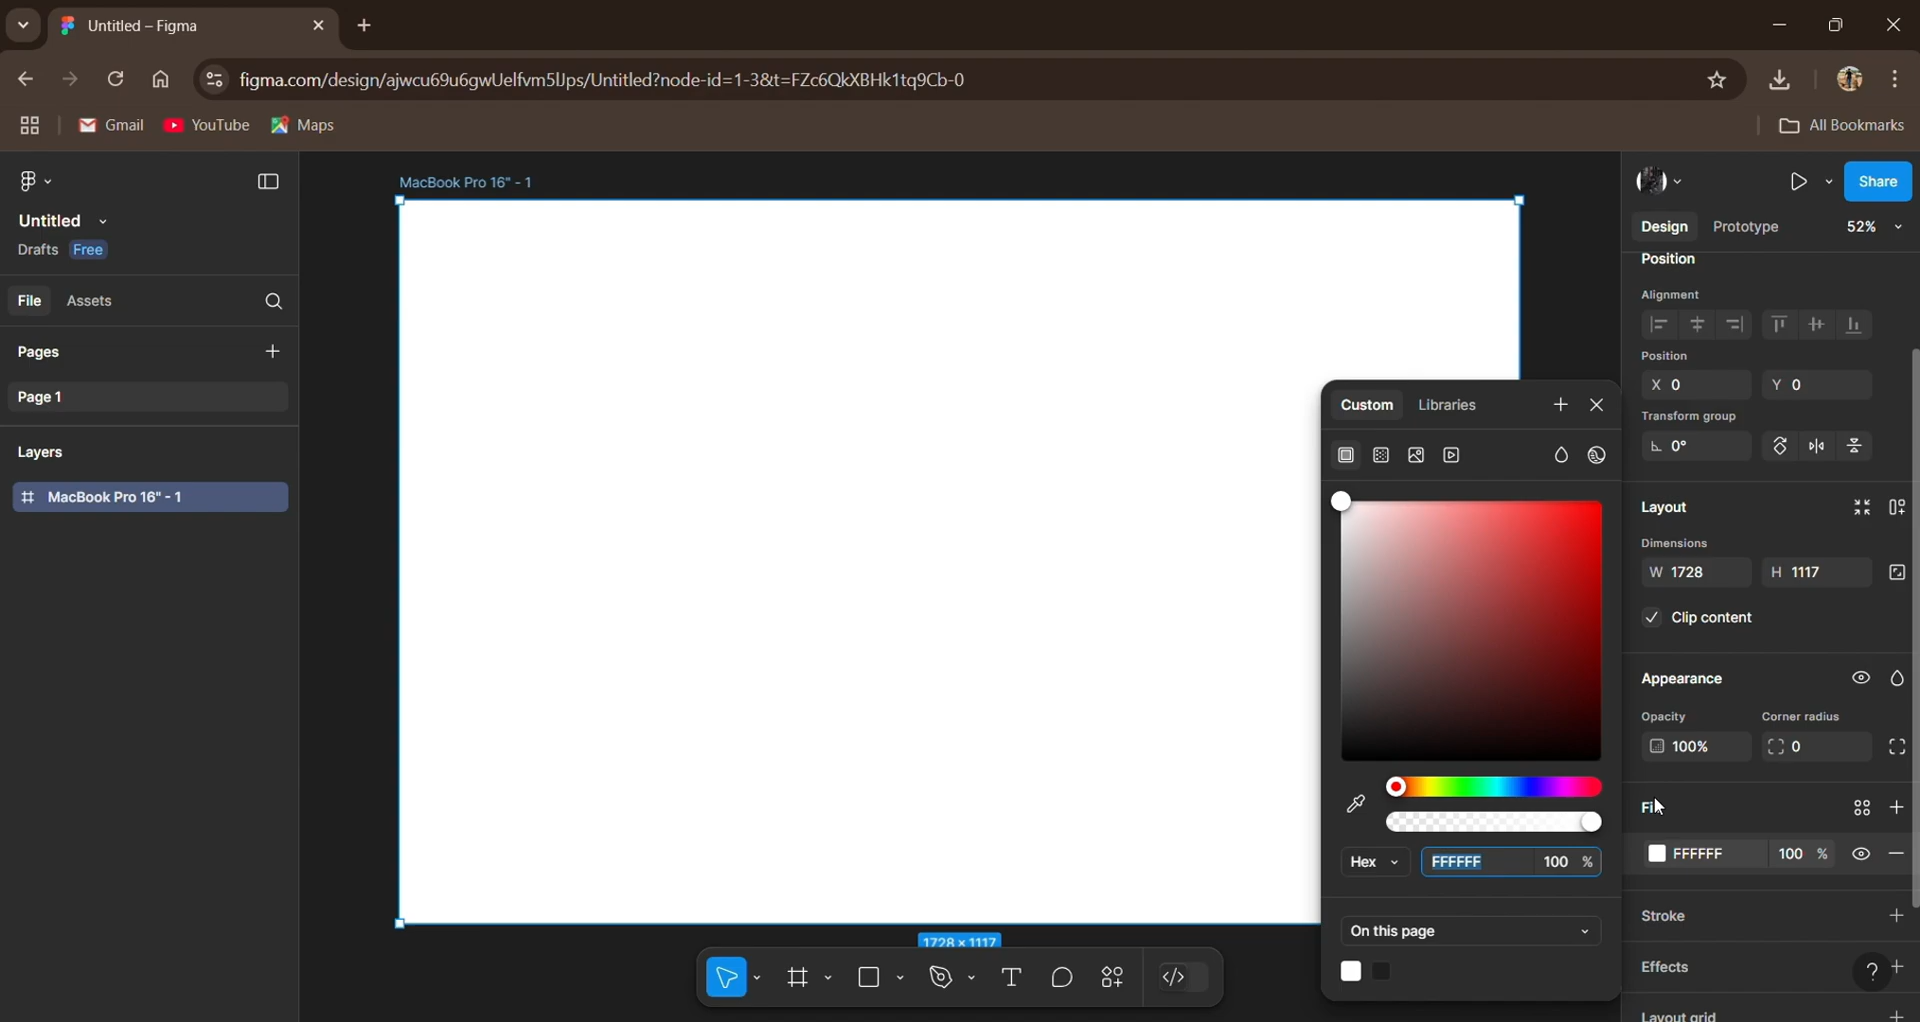 Untitled – Figma
figma.com/design/ajwcu69u6gwUelfvm5lJps/Untitled?node-id=1-3&t=FZc6QkXBHk1tq9Cb-0
Gmail YouTube Maps All Bookmarks
Untitled
Drafts Free
File Assets
Pages
Page 1
Layers
MacBook Pro 16" - 1
MacBook Pro 16" - 1
1728 × 1117
Custom Libraries
Hex FFFFFF 100 %
On this page
Share
Design Prototype 52%
Position
Alignment
Position
X 0 Y 0
Transform group
0°
Layout
Dimensions
W 1728 H 1117
Clip content
Appearance
Opacity Corner radius
100% 0
Fill
FFFFFF 100 %
Stroke
Effects
?
Layout grid